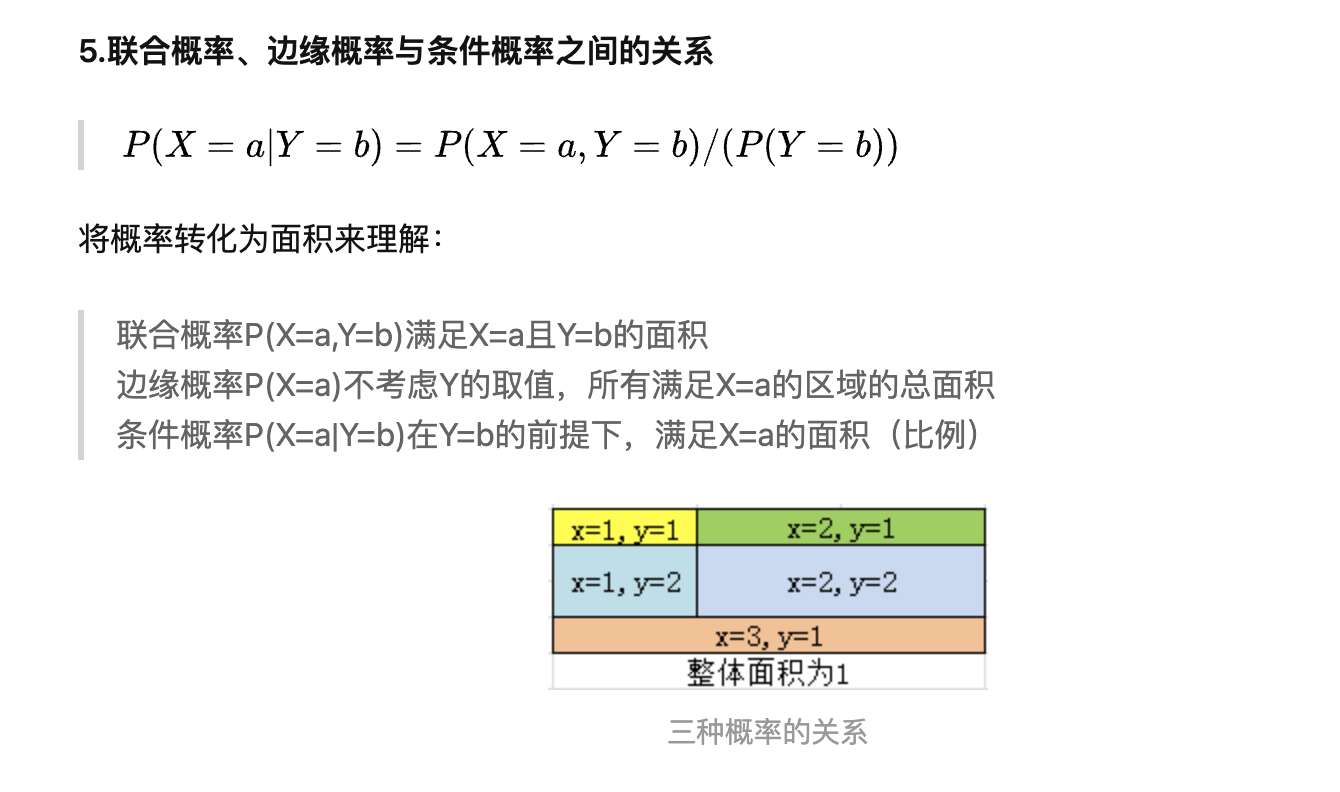 5.联合概率、边缘概率与条件概率之间的关系
P(X = a|Y = b) = P(X = a, Y = b)/(P(Y = b))
将概率转化为面积来理解：
联合概率P(X=a,Y=b)满足X=a且Y=b的面积
边缘概率P(X=a)不考虑Y的取值，所有满足X=a的区域的总面积
条件概率P(X=a|Y=b)在Y=b的前提下，满足X=a的面积（比例）
x=1, y=1
x=2, y=1
x=1, y=2
x=2, y=2
x=3, y=1
整体面积为1
三种概率的关系